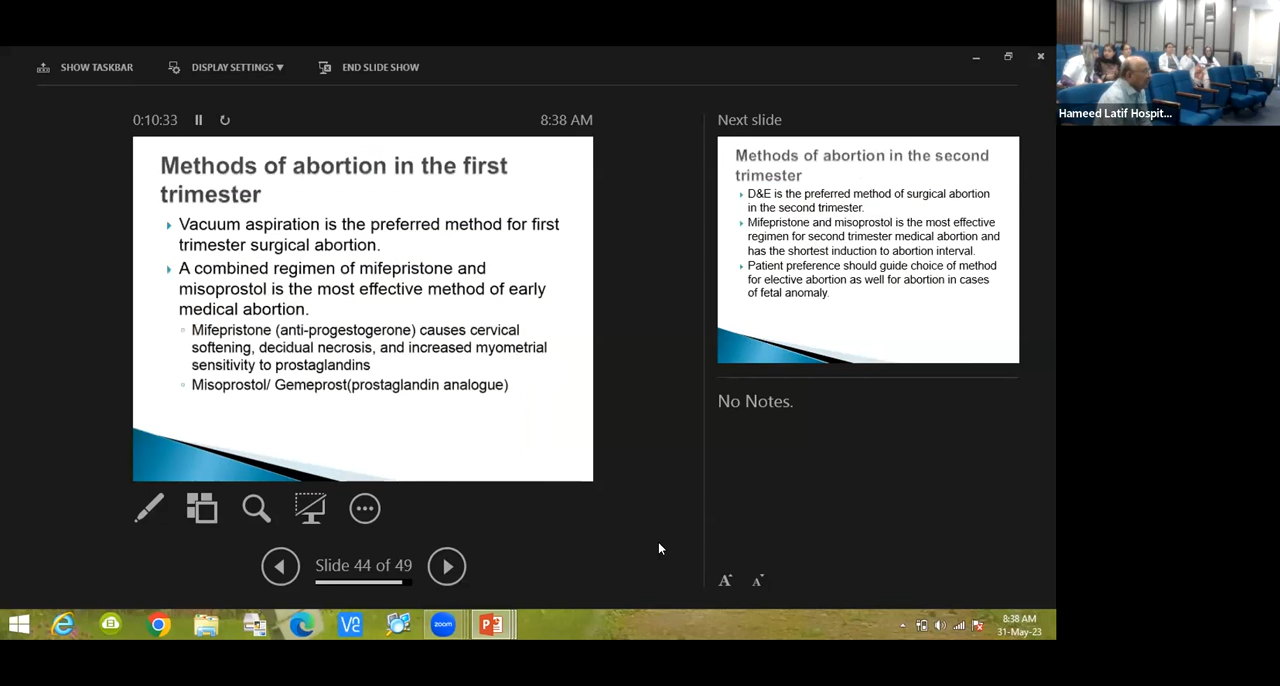 SHOW TASKBAR
DISPLAY SETTINGS ▼
END SLIDE SHOW
0:10:33
8:38 AM
Methods of abortion in the first
trimester
Vacuum aspiration is the preferred method for first
trimester surgical abortion.
A combined regimen of mifepristone and
misoprostol is the most effective method of early
medical abortion.
Mifepristone (anti-progestogerone) causes cervical
softening, decidual necrosis, and increased myometrial
sensitivity to prostaglandins
Misoprostol/ Gemeprost(prostaglandin analogue)
Slide 44 of 49
Next slide
Methods of abortion in the second
trimester
D&E is the preferred method of surgical abortion
in the second trimester.
Mifepristone and misoprostol is the most effective
regimen for second trimester medical abortion and
has the shortest induction to abortion interval.
Patient preference should guide choice of method
for elective abortion as well for abortion in cases
of fetal anomaly.
No Notes.
A A
Hameed Latif Hospit...
zoom
8:38 AM
31-May-23